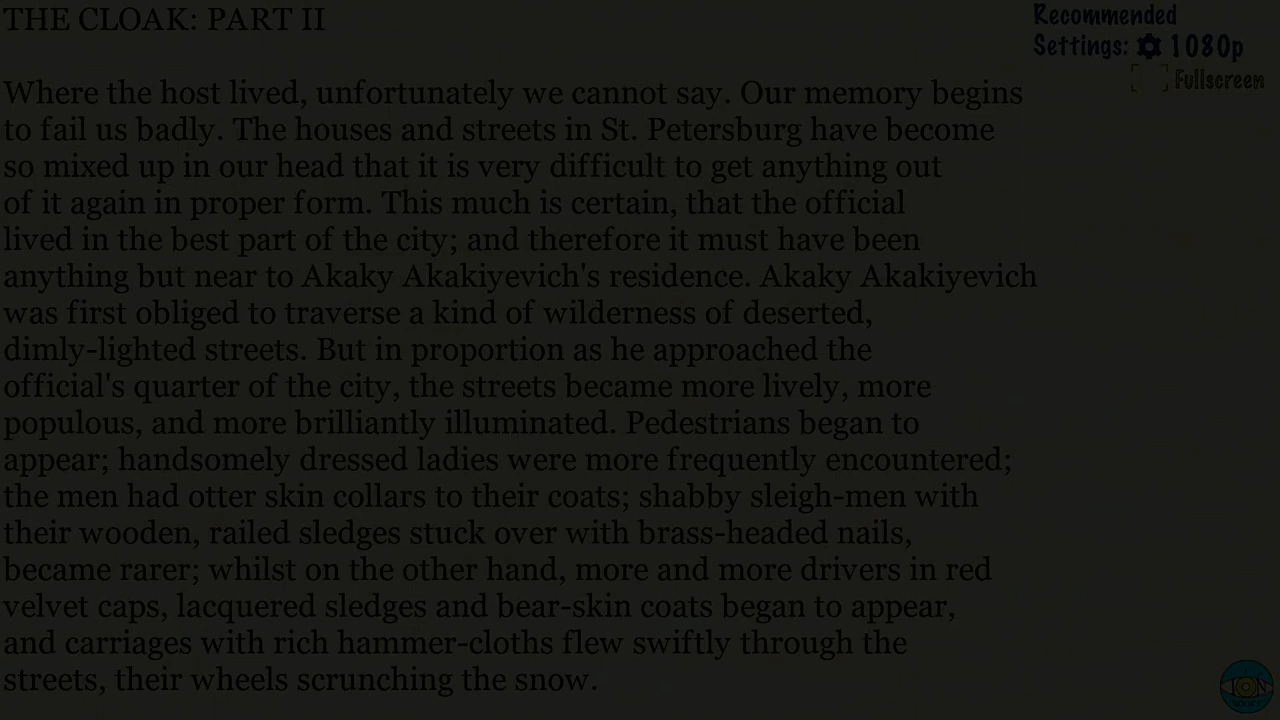 THE CLOAK: PART II
Where the host lived, unfortunately we cannot say. Our memory begins
to fail us badly. The houses and streets in St. Petersburg have become
so mixed up in our head that it is very difficult to get anything out
of it again in proper form. This much is certain, that the official
lived in the best part of the city; and therefore it must have been
anything but near to Akaky Akakiyevich's residence. Akaky Akakiyevich
was first obliged to traverse a kind of wilderness of deserted,
dimly-lighted streets. But in proportion as he approached the
official's quarter of the city, the streets became more lively, more
populous, and more brilliantly illuminated. Pedestrians began to
appear; handsomely dressed ladies were more frequently encountered;
the men had otter skin collars to their coats; shabby sleigh-men with
their wooden, railed sledges stuck over with brass-headed nails,
became rarer; whilst on the other hand, more and more drivers in red
velvet caps, lacquered sledges and bear-skin coats began to appear,
and carriages with rich hammer-cloths flew swiftly through the
streets, their wheels scrunching the snow.
Recommended
Settings: 1080p
Fullscreen